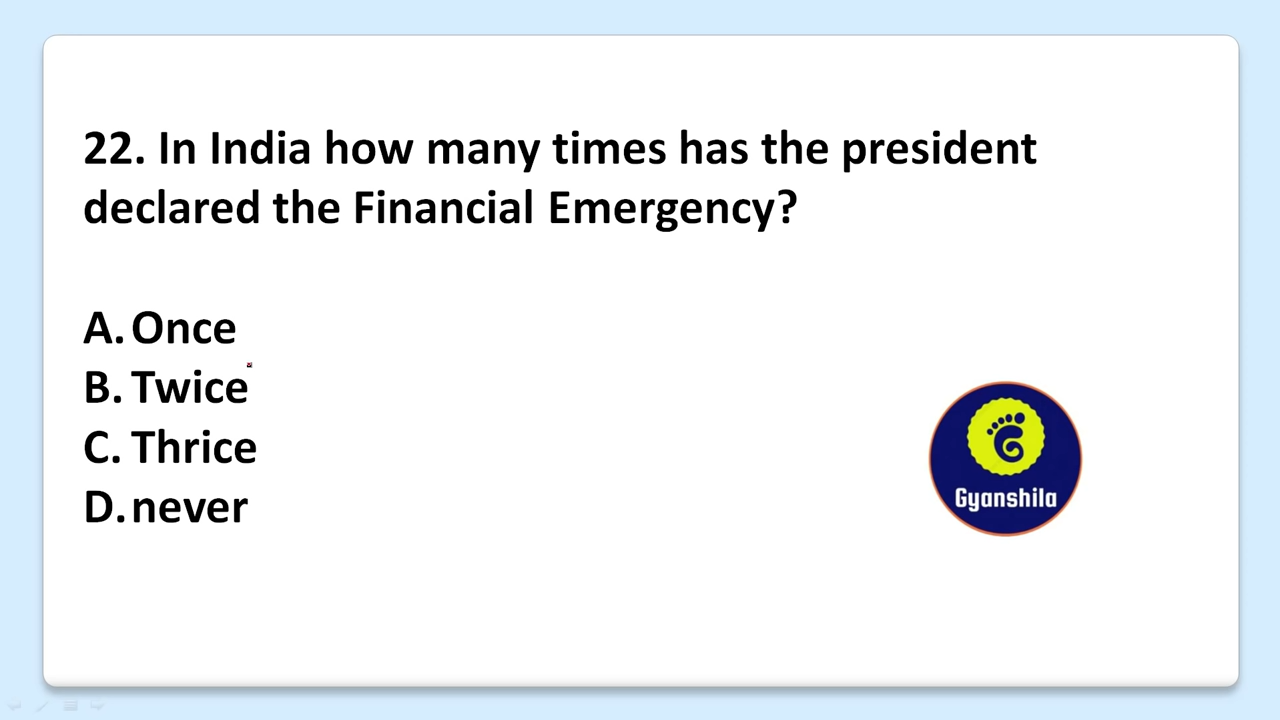 22. In India how many times has the president
declared the Financial Emergency?
A. Once
B. Twice
C. Thrice
D. never
Gyanshila